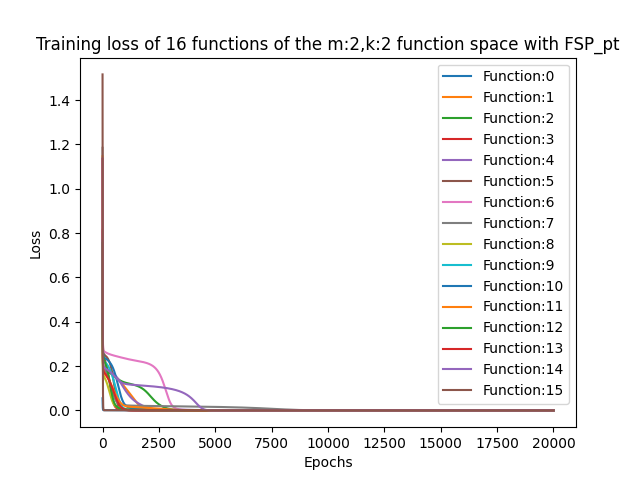 Training loss of 16 functions of the m:2,k:2 function space with FSP_pt
Loss
1.4
1.2
1.0
0.8
0.6
0.4
0.2
0.0
Function:0
Function:1
Function:2
Function:3
Function:4
Function:5
Function:6
Function:7
Function:8
Function:9
Function:10
Function:11
Function:12
Function:13
Function:14
Function:15
0 2500 5000 7500 10000 12500 15000 17500 20000
Epochs